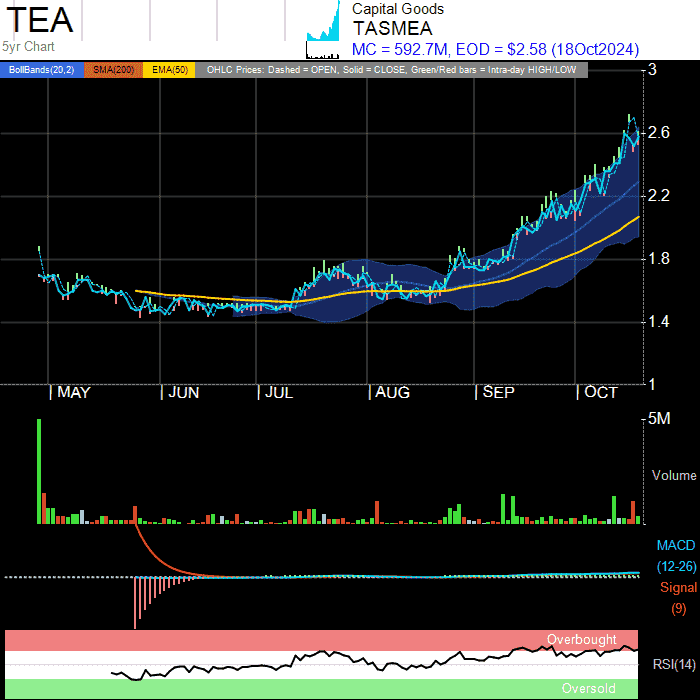 TEA
5yr Chart
Capital Goods
TASMEA
MC = 592.7M, EOD = $2.58 (18Oct2024)
BollBands(20,2) SMA(200) EMA(50) OHLC Prices: Dashed = OPEN, Solid = CLOSE, Green/Red bars = Intra-day HIGH/LOW
3
2.6
2.2
1.8
1.4
1
MAY JUN JUL AUG SEP OCT
5M
Volume
MACD
(12-26)
Signal
(9)
Overbought
RSI(14)
Oversold